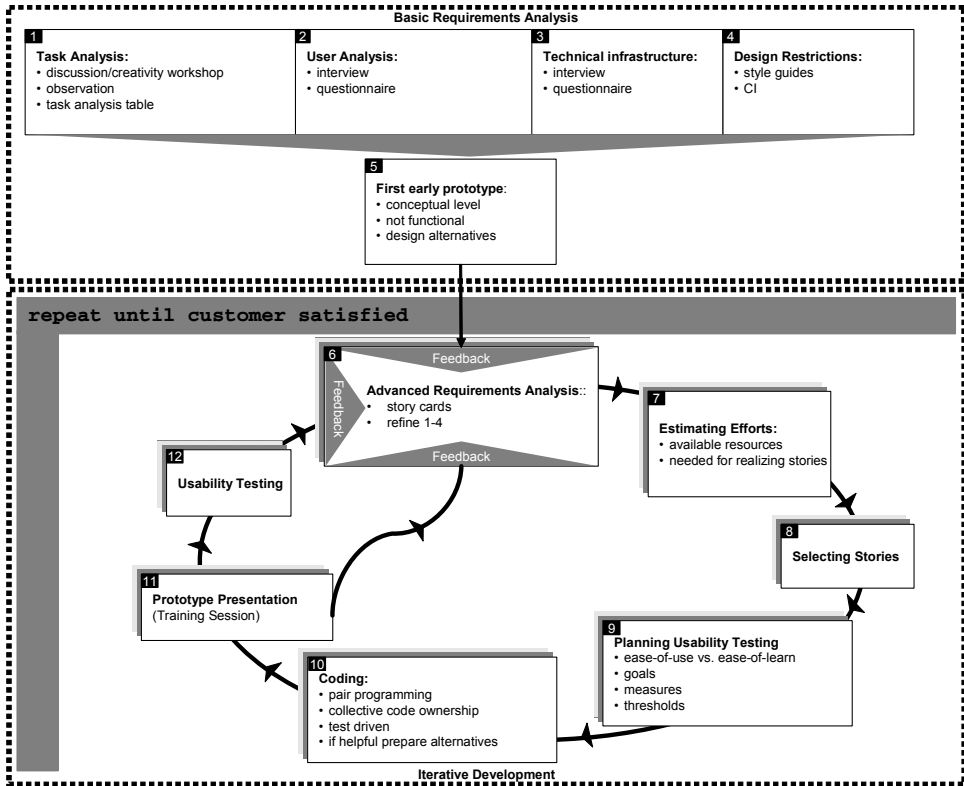 Basic Requirements Analysis
1
Task Analysis:
• discussion/creativity workshop
• observation
• task analysis table
2
User Analysis:
• interview
• questionnaire
3
Technical infrastructure:
• interview
• questionnaire
4
Design Restrictions:
• style guides
• CI
5
First early prototype:
• conceptual level
• not functional
• design alternatives
repeat until customer satisfied
6
Feedback
Feedback
Advanced Requirements Analysis::
• story cards
• refine 1-4
Feedback
7
Estimating Efforts:
• available resources
• needed for realizing stories
8
Selecting Stories
9
Planning Usability Testing
• ease-of-use vs. ease-of-learn
• goals
• measures
• thresholds
10
Coding:
• pair programming
• collective code ownership
• test driven
• if helpful prepare alternatives
11
Prototype Presentation
(Training Session)
12
Usability Testing
Iterative Development